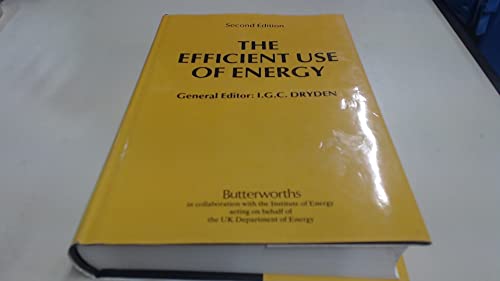 Second Edition
THE
EFFICIENT USE
OF ENERGY
General Editor: I.G.C. DRYDEN
Butterworths
in collaboration with the Institute of Energy
acting on behalf of
the UK Department of Energy